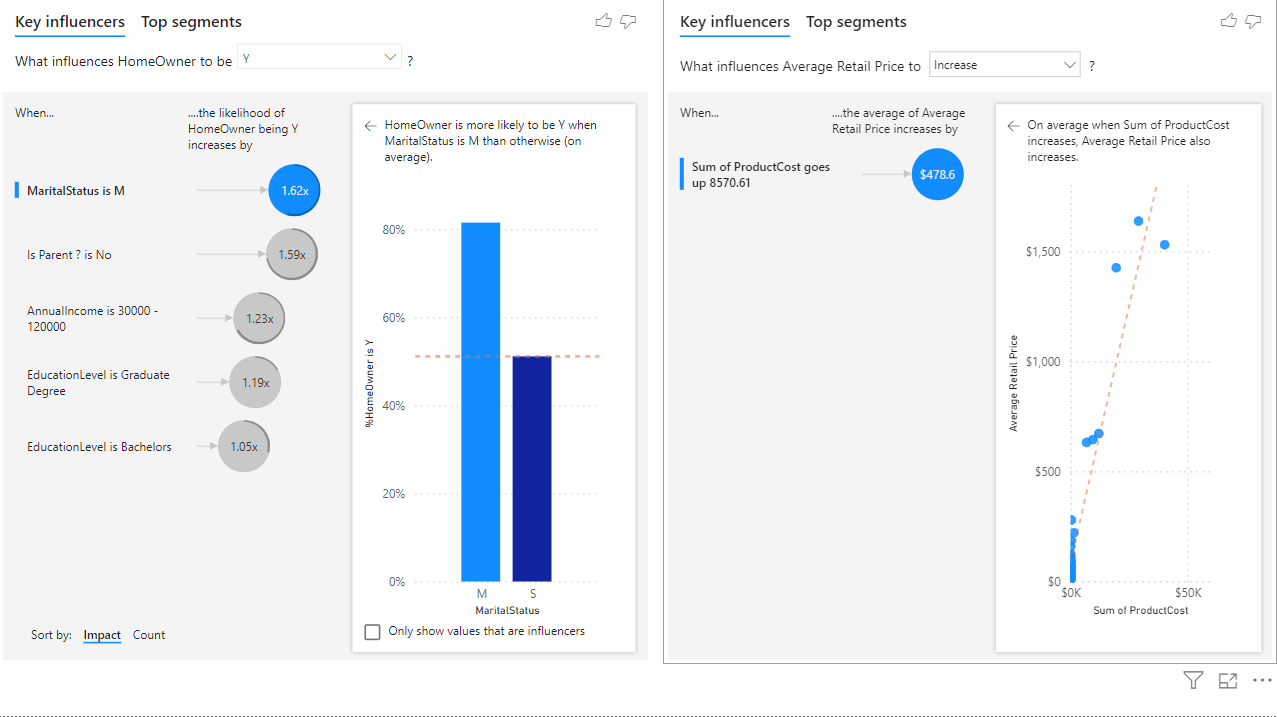 Key influencers Top segments
What influences HomeOwner to be Y ?
When...
....the likelihood of
HomeOwner being Y
increases by
MaritalStatus is M
1.62x
Is Parent ? is No
1.59x
AnnualIncome is 30000 -
120000
1.23x
EducationLevel is Graduate
Degree
1.19x
EducationLevel is Bachelors
1.05x
Sort by: Impact Count
HomeOwner is more likely to be Y when
MaritalStatus is M than otherwise (on
average).
%HomeOwner is Y
80%
60%
40%
20%
0%
M S
MaritalStatus
Only show values that are influencers
Key influencers Top segments
What influences Average Retail Price to Increase ?
When...
....the average of Average
Retail Price increases by
Sum of ProductCost goes
up 8570.61
$478.6
On average when Sum of ProductCost
increases, Average Retail Price also
increases.
Average Retail Price
$1,500
$1,000
$500
$0
$0K $50K
Sum of ProductCost